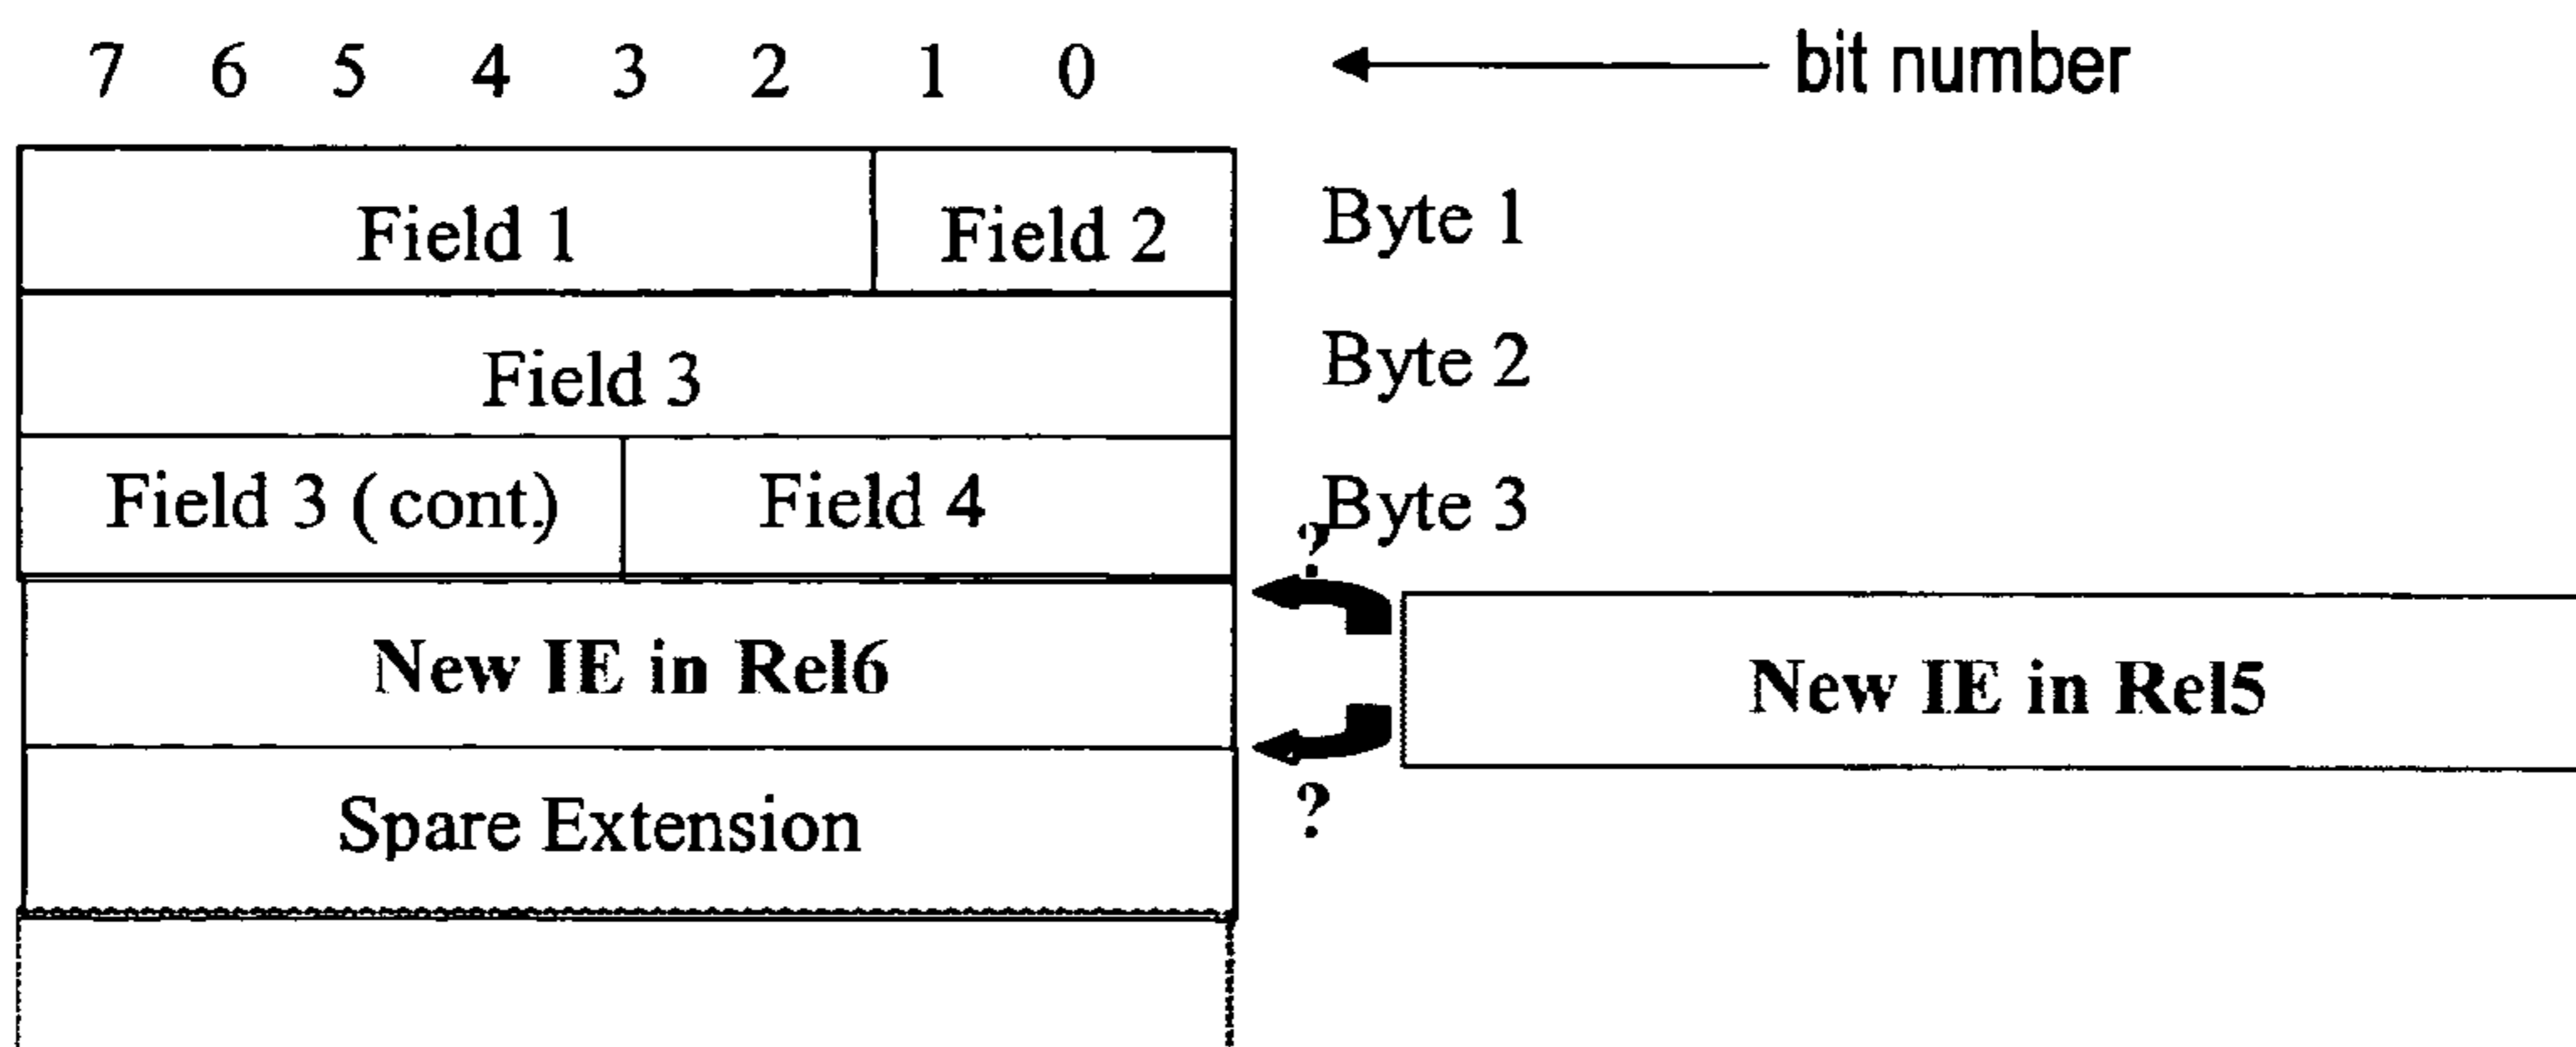 7 6 5 4 3 2 1 0 bit number
Field 1 Field 2 Byte 1
Field 3 Byte 2
Field 3 (cont.) Field 4 Byte 3
?
New IE in Rel6 New IE in Rel5
Spare Extension ?